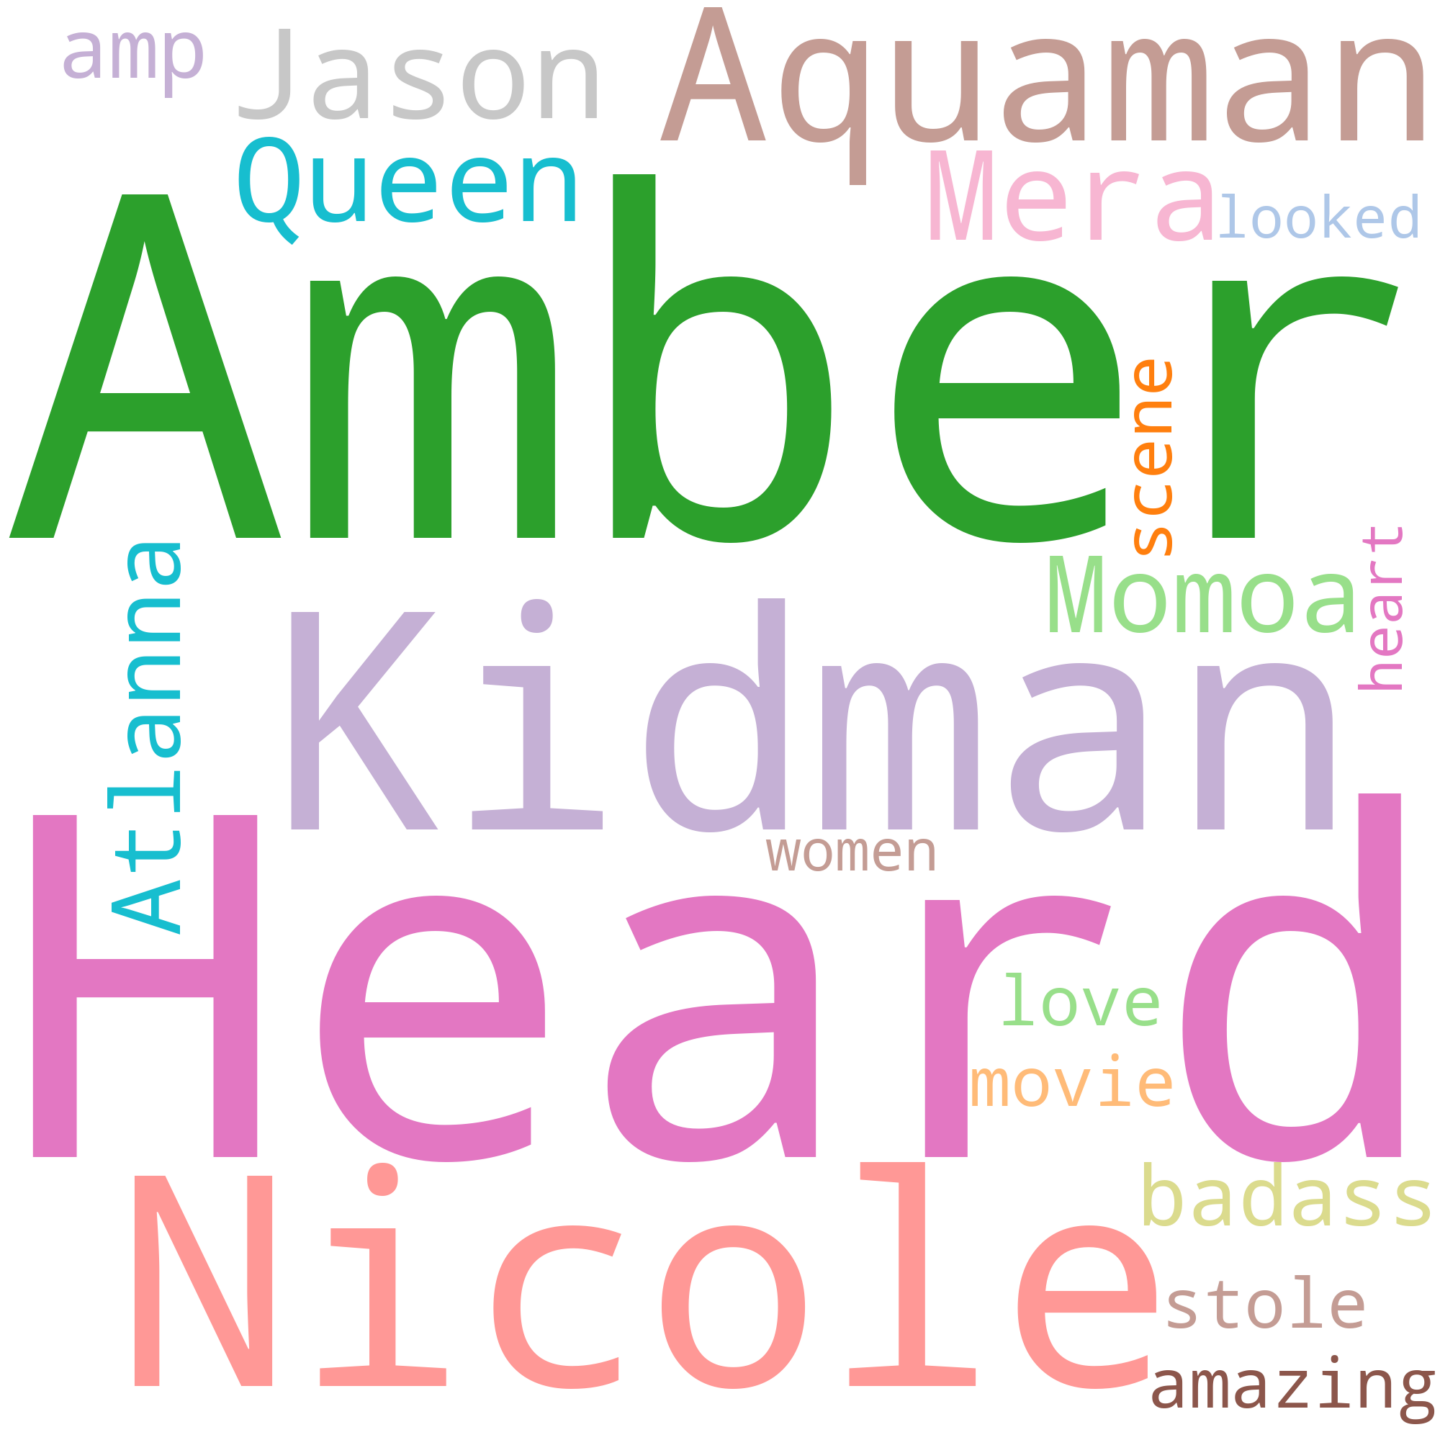 amp
Jason
Aquaman
Queen
Mera
looked
Amber
scene
Atlanna
Momoa
heart
Kidman
women
Heard
love
movie
Nicole
badass
stole
amazing